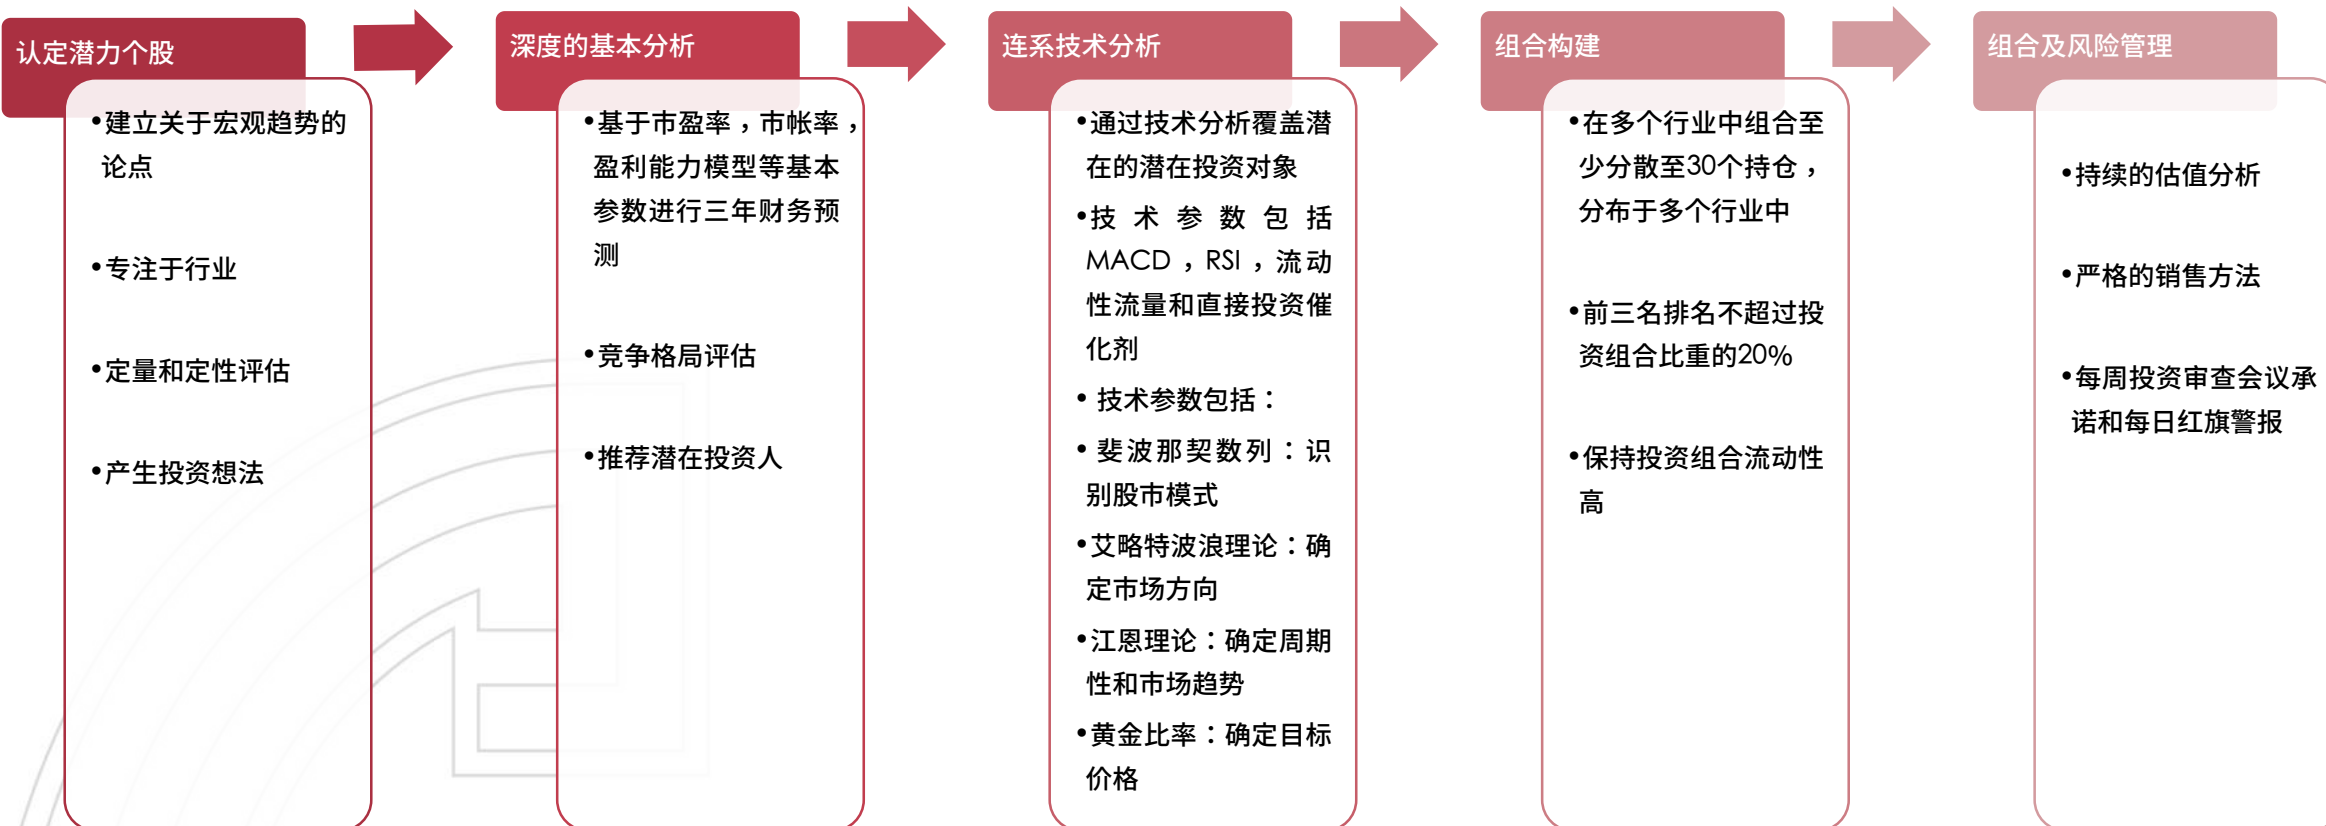 认定潜力个股
•建立关于宏观趋势的
论点
•专注于行业
•定量和定性评估
•产生投资想法
深度的基本分析
•基于市盈率，市帐率，
盈利能力模型等基本
参数进行三年财务预
测
•竞争格局评估
•推荐潜在投资人
连系技术分析
•通过技术分析覆盖潜
在的潜在投资对象
•技术参数包括
MACD，RSI，流动
性流量和直接投资催
化剂
• 技术参数包括：
•斐波那契数列：识
别股市模式
•艾略特波浪理论：确
定市场方向
•江恩理论：确定周期
性和市场趋势
•黄金比率：确定目标
价格
组合构建
•在多个行业中组合至
少分散至30个持仓，
分布于多个行业中
•前三名排名不超过投
资组合比重的20%
•保持投资组合流动性
高
组合及风险管理
•持续的估值分析
•严格的销售方法
•每周投资审查会议承
诺和每日红旗警报